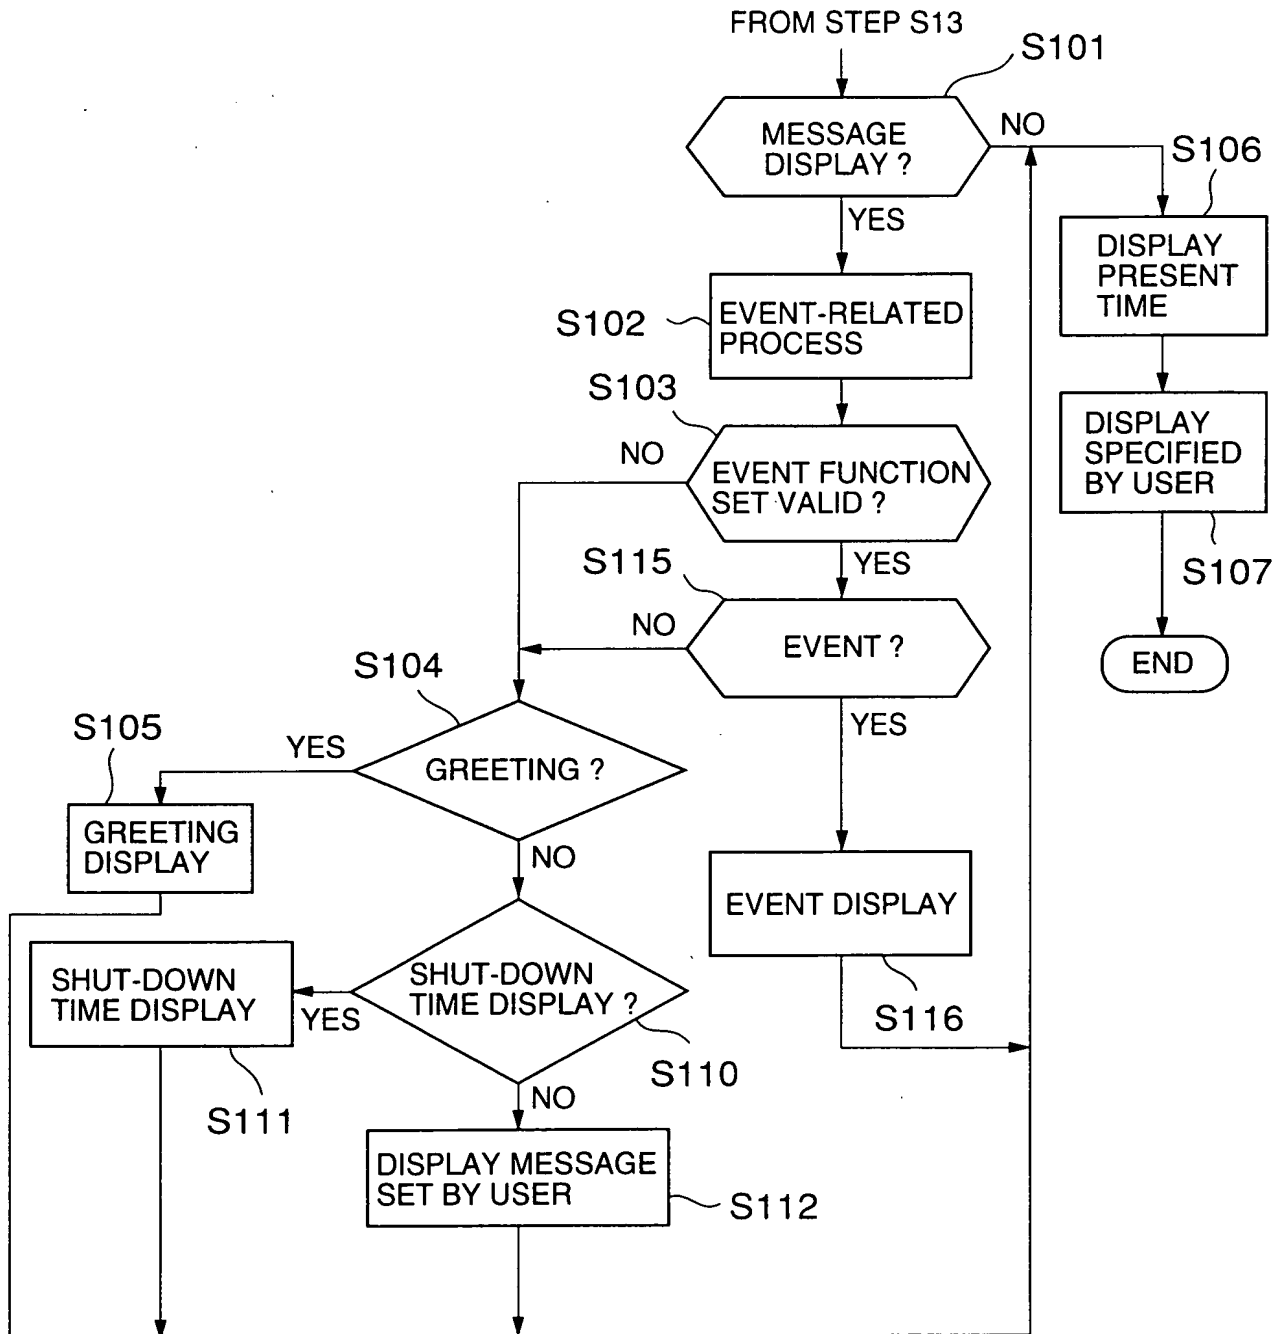 FROM STEP S13
S101
MESSAGE
DISPLAY ?
NO
YES
S106
DISPLAY
PRESENT
TIME
S102
EVENT-RELATED
PROCESS
S103
NO
EVENT FUNCTION
SET VALID ?
YES
DISPLAY
SPECIFIED
BY USER
S107
S115
NO
EVENT ?
YES
END
S104
GREETING ?
YES
NO
S105
GREETING
DISPLAY
EVENT DISPLAY
S116
SHUT-DOWN
TIME DISPLAY ?
YES
S110
NO
SHUT-DOWN
TIME DISPLAY
S111
DISPLAY MESSAGE
SET BY USER
S112